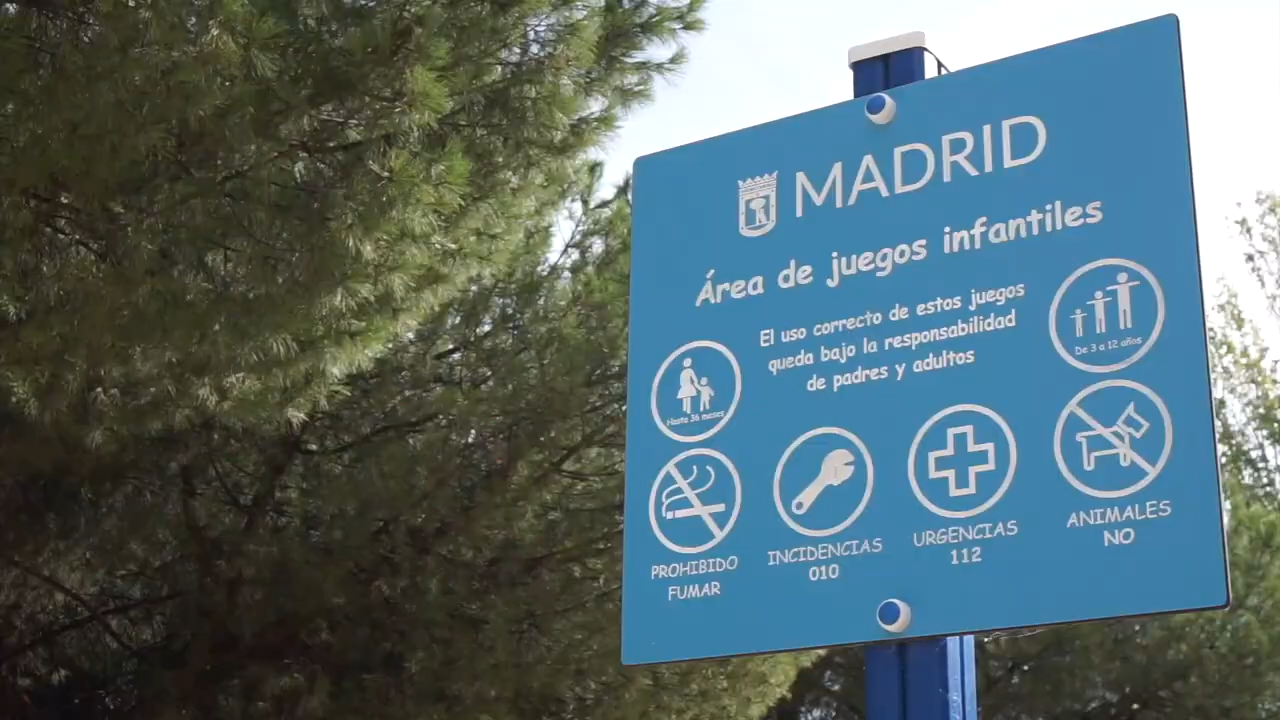 MADRID
Área de juegos infantiles
El uso correcto de estos juegos
queda bajo la responsabilidad
de padres y adultos
De 3 a 12 años
Hasta 36 meses
PROHIBIDO
FUMAR
INCIDENCIAS
010
URGENCIAS
112
ANIMALES
NO